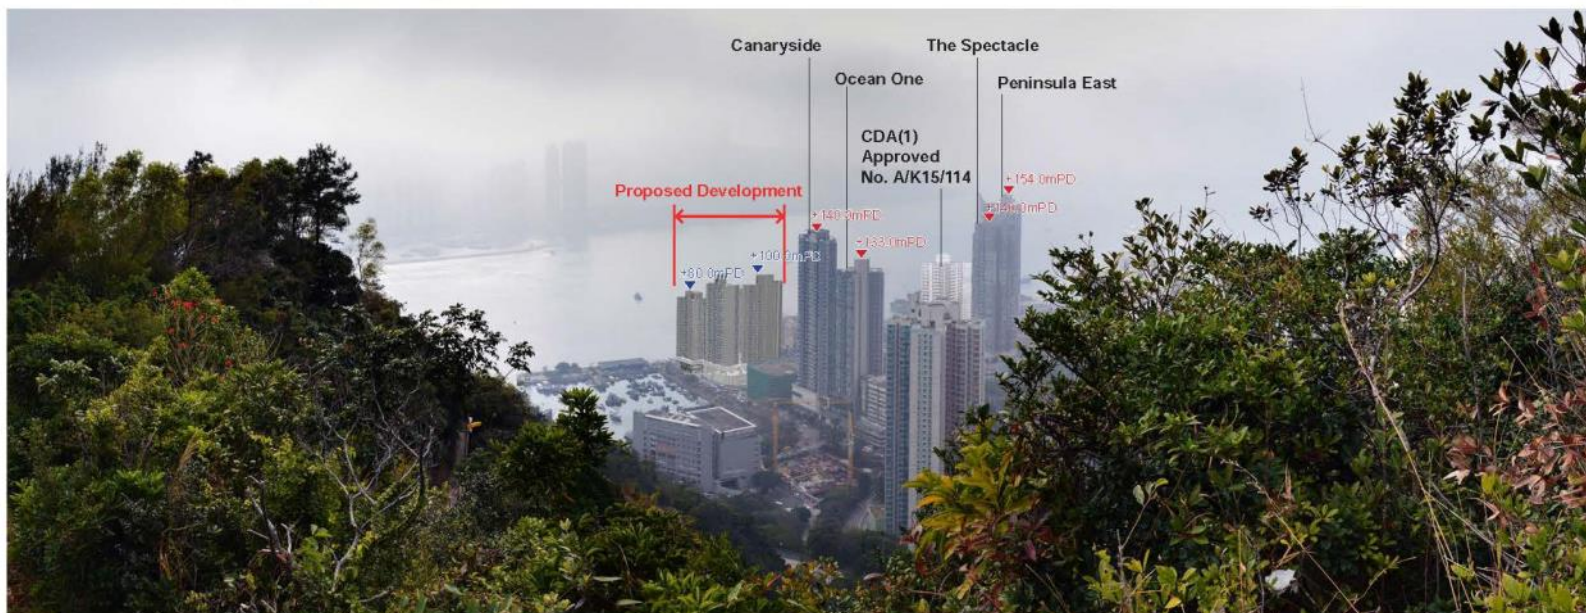 Canaryside
The Spectacle
Ocean One
Peninsula East
CDA(1)
Approved
No. A/K15/114
Proposed Development
+154.0mPD
+140.0mPD
+133.0mPD
+100.0mPD
+80.0mPD